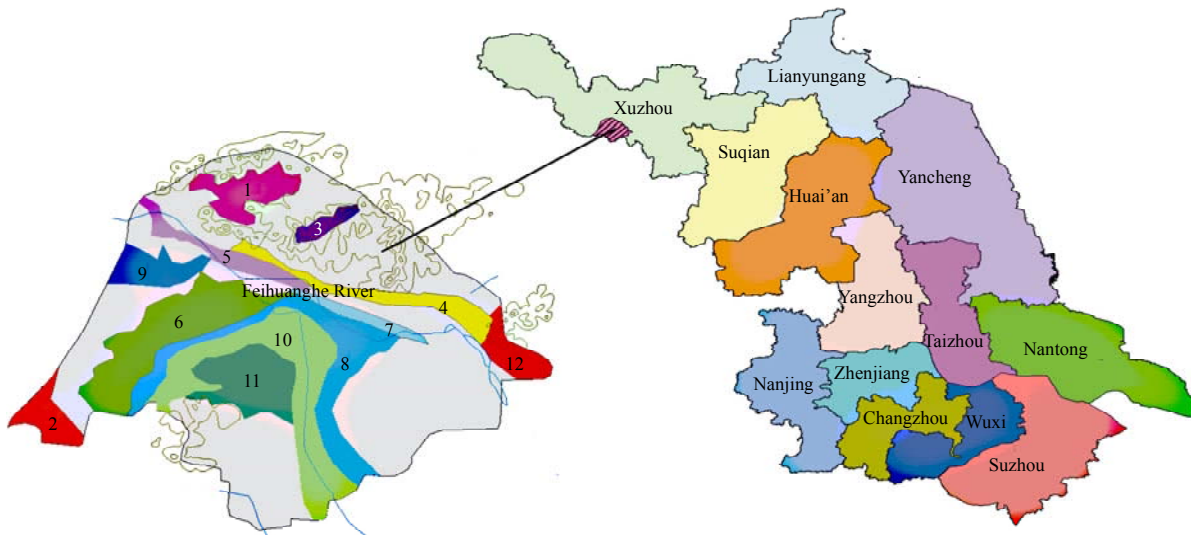 Lianyungang
Xuzhou
Suqian
Huai'an
Yancheng
1
3
5
9
Feihuanghe River
4
6
7
10
8
11
12
2
Yangzhou
Taizhou
Nantong
Zhenjiang
Nanjing
Changzhou
Wuxi
Suzhou